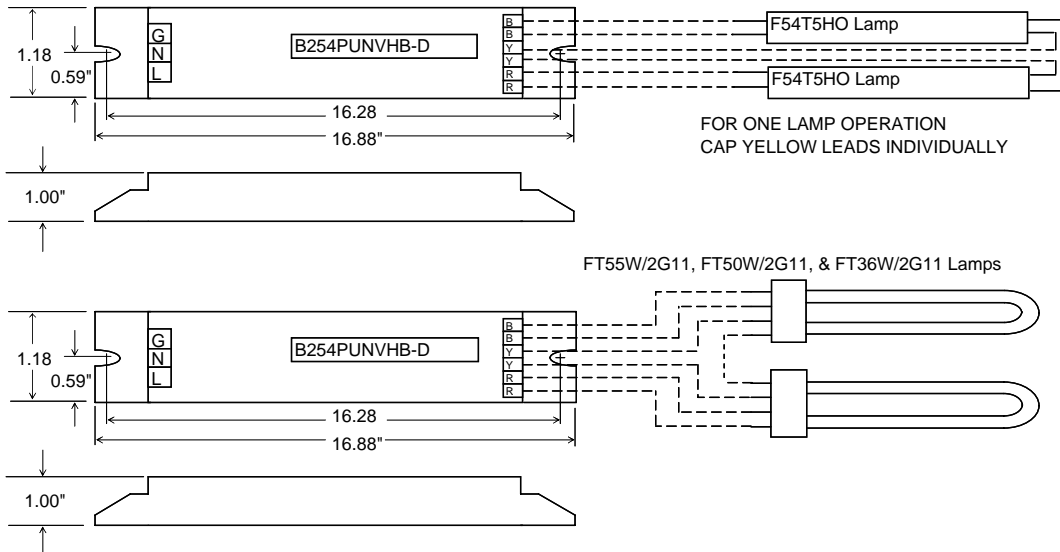 1.18
0.59"
G
N
L
B254PUNVHB-D
B
B
Y
Y
R
R
F54T5HO Lamp
F54T5HO Lamp
16.28
16.88"
FOR ONE LAMP OPERATION
CAP YELLOW LEADS INDIVIDUALLY
1.00"
FT55W/2G11, FT50W/2G11, & FT36W/2G11 Lamps
1.18
0.59"
G
N
L
B254PUNVHB-D
B
B
Y
Y
R
R
16.28
16.88"
1.00"